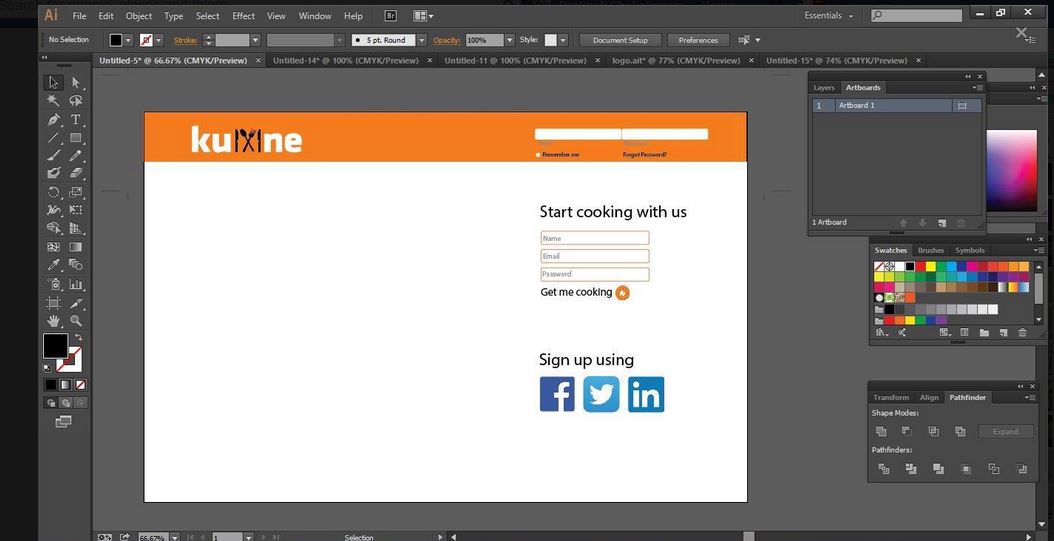 Ai File Edit Object Type Select Effect View Window Help Br Essentials
No Selection Stroke: 5 pt. Round Opacity: 100% Style: Document Setup Preferences
Untitled-5* @ 66.67% (CMYK/Preview) × Untitled-14* @ 100% (CMYK/Preview) × Untitled-11 @ 100% (CMYK/Preview) × logo.ait* @ 77% (CMYK/Preview) × Untitled-15* @ 74% (CMYK/Preview) ×
Layers Artboards
1 Artboard 1
1 Artboard
Remember me Forgot Password?
Start cooking with us
Name
Email
Password
Get me cooking
Sign up using
f in
Swatches Brushes Symbols
Transform Align Pathfinder
Shape Modes:
Expand
Pathfinders:
66.67% 1 Selection